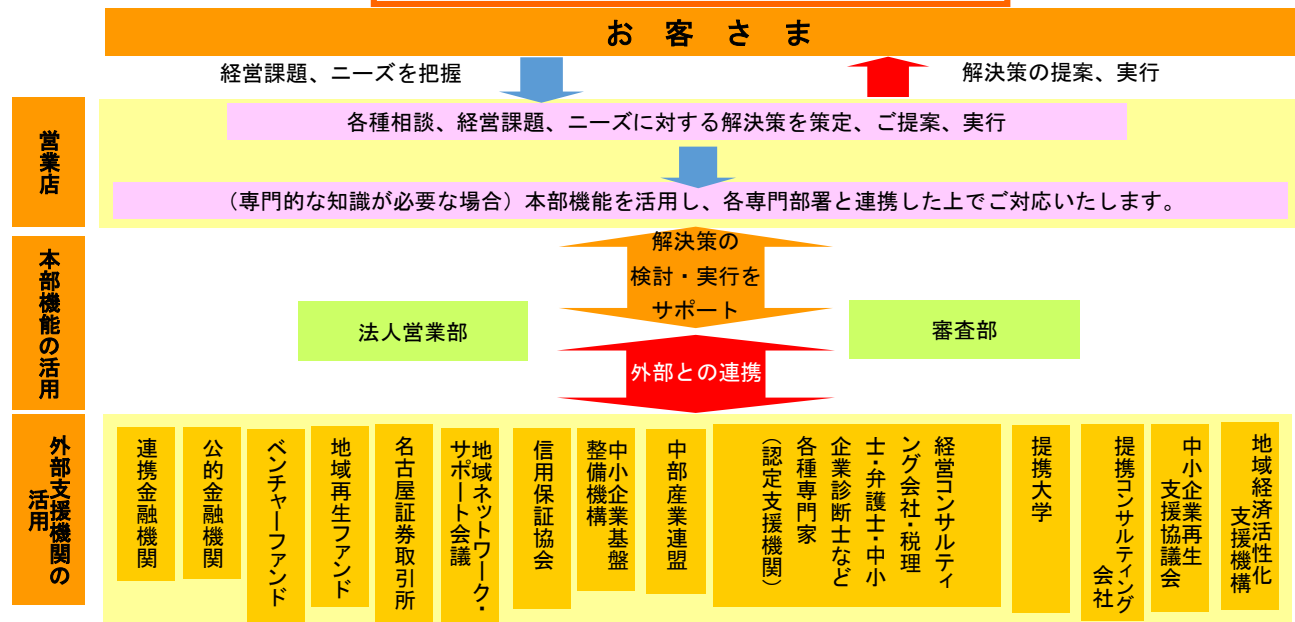 お客さま
経営課題、ニーズを把握
解決策の提案、実行
営業店
各種相談、経営課題、ニーズに対する解決策を策定、ご提案、実行
（専門的な知識が必要な場合）本部機能を活用し、各専門部署と連携した上でご対応いたします。
本部機能の活用
解決策の
検討・実行を
サポート
法人営業部
審査部
外部との連携
外部支援機関の
活用
連携金融機関
公的金融機関
ベンチャーファンド
地域再生ファンド
名古屋証券取引所
地域ネットワーク・
サポート会議
信用保証協会
中小企業基盤
整備機構
中部産業連盟
経営コンサルティ
ング会社・税理
士・弁護士・中小
企業診断士など
各種専門家
（認定支援機関）
提携大学
提携コンサルティング
会社
中小企業再生
支援協議会
地域経済活性化
支援機構